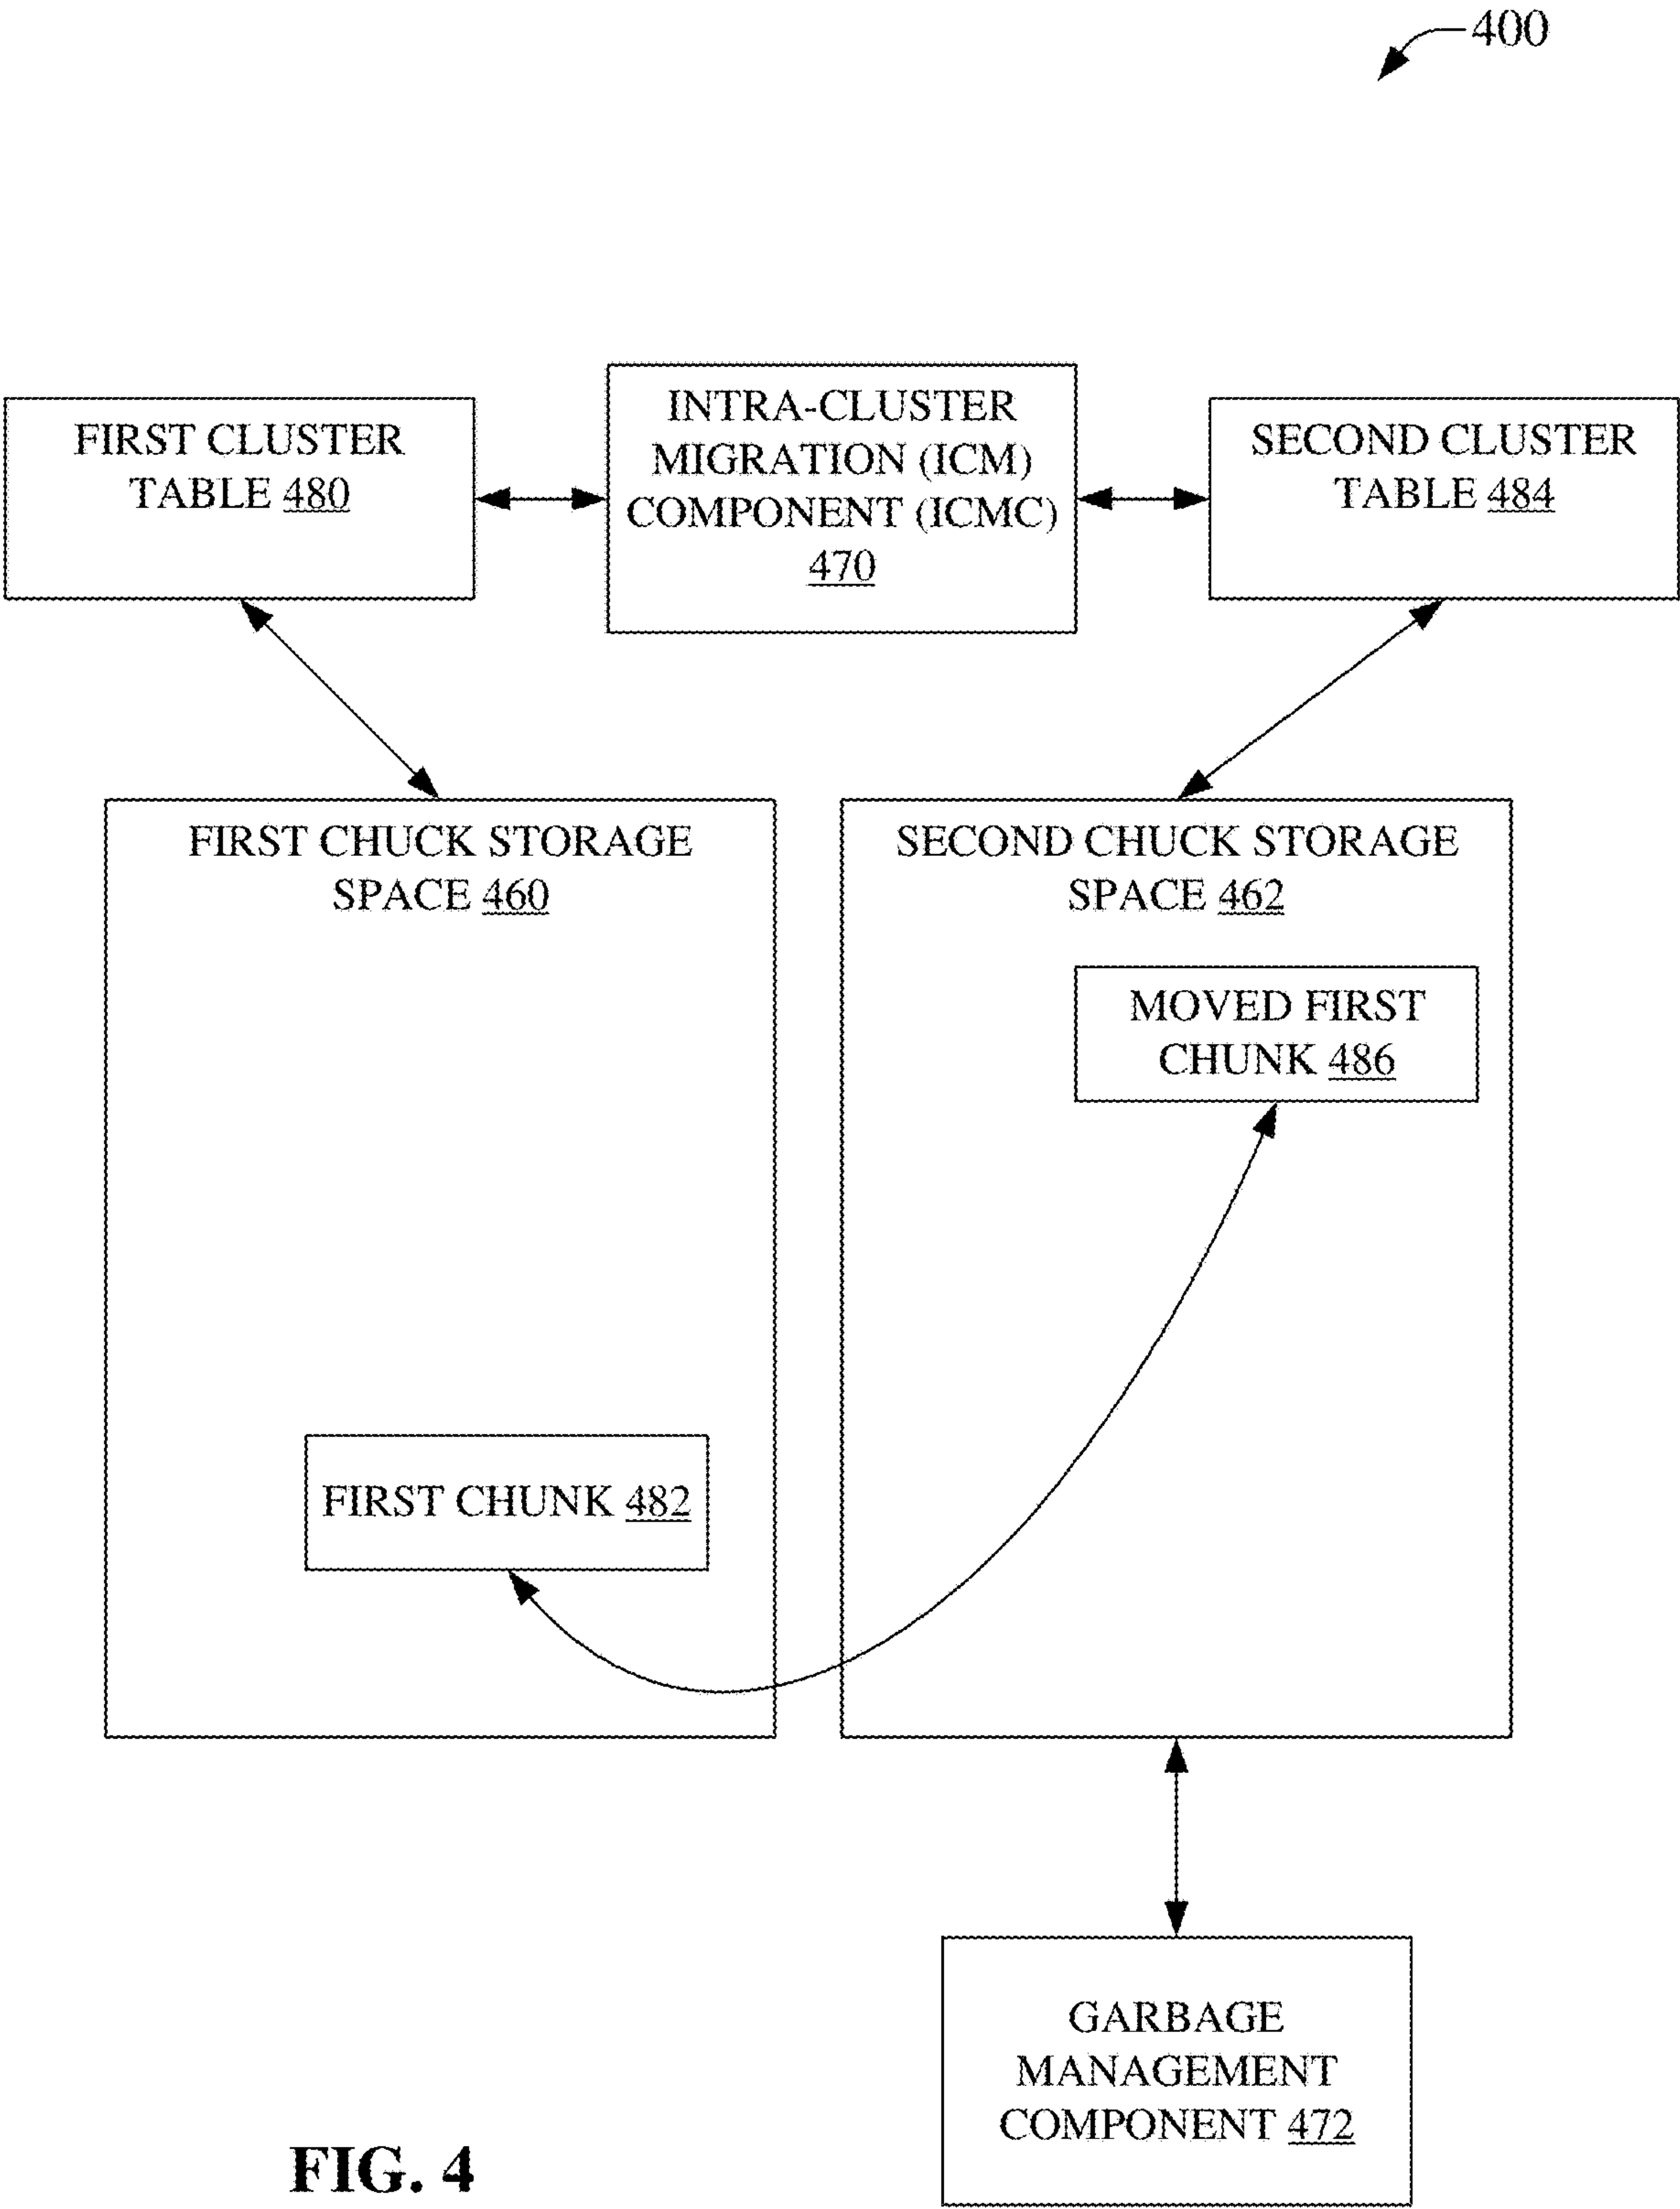 400
FIRST CLUSTER
TABLE 480
INTRA-CLUSTER
MIGRATION (ICM)
COMPONENT (ICMC)
470
SECOND CLUSTER
TABLE 484
FIRST CHUCK STORAGE
SPACE 460
SECOND CHUCK STORAGE
SPACE 462
MOVED FIRST
CHUNK 486
FIRST CHUNK 482
GARBAGE
MANAGEMENT
COMPONENT 472
FIG. 4